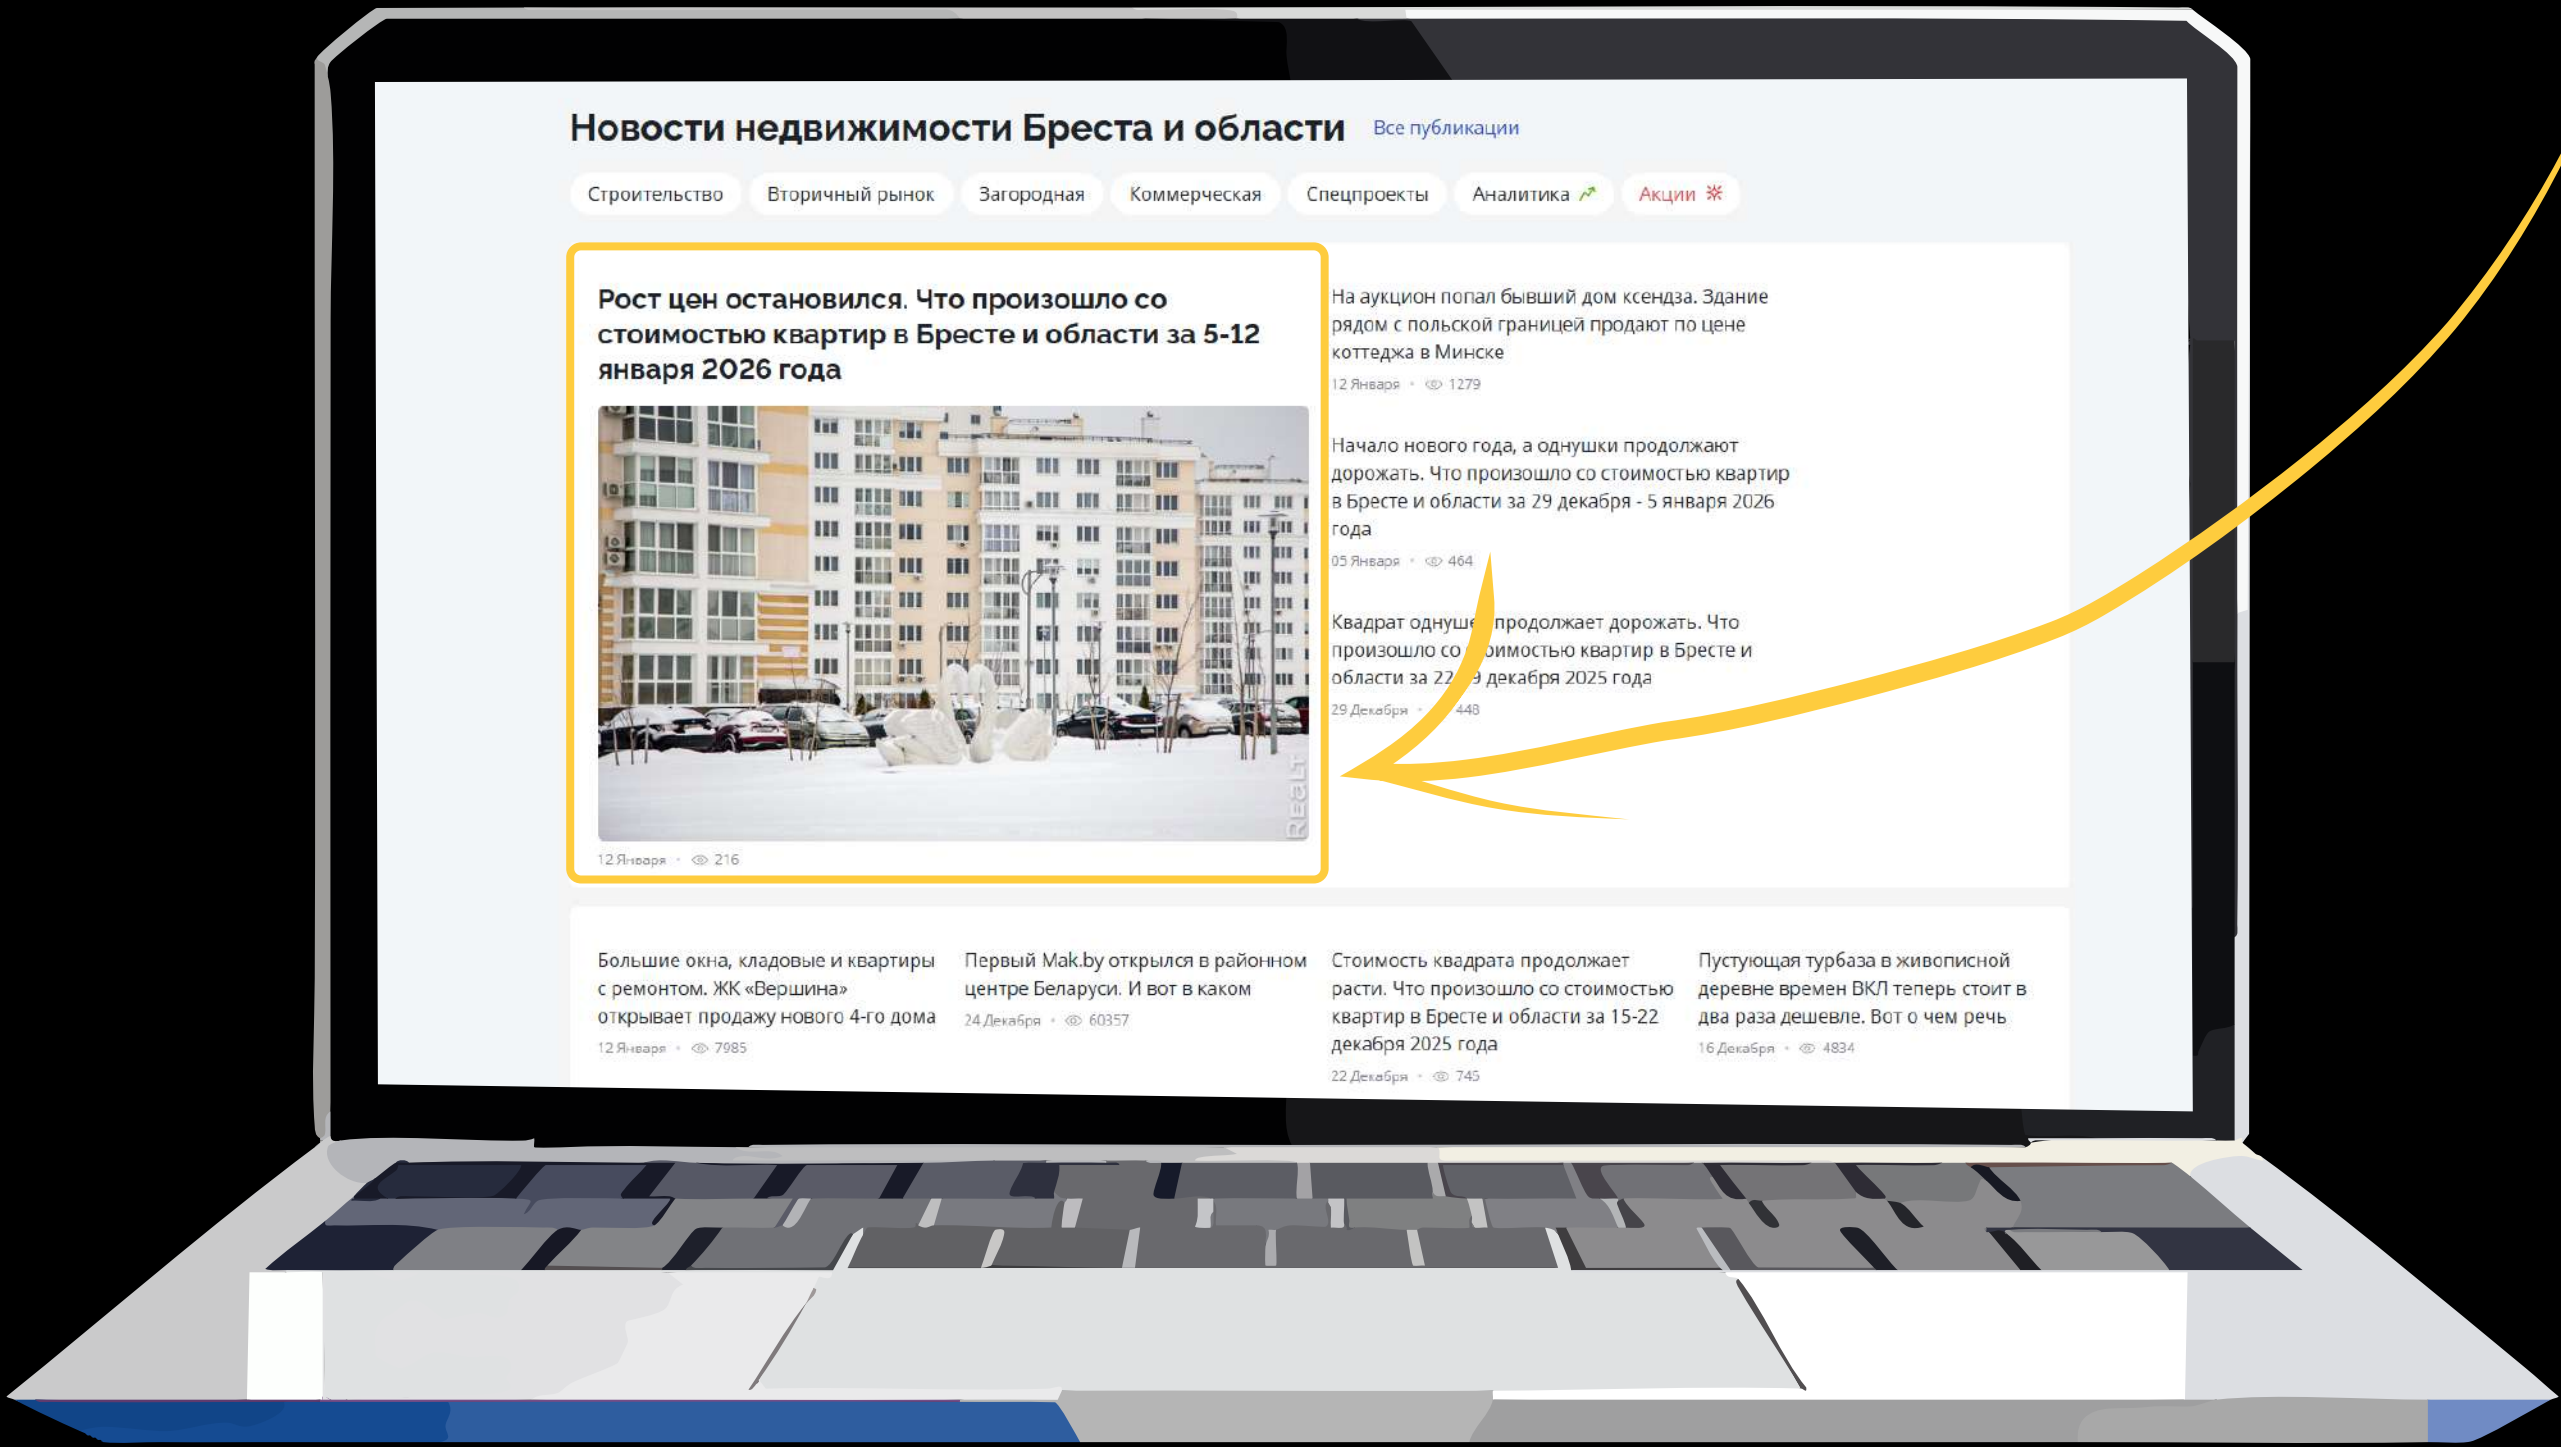 Новости недвижимости Бреста и области Все публикации
Строительство Вторичный рынок Загородная Коммерческая Спецпроекты Аналитика Акции
Рост цен остановился. Что произошло со
стоимостью квартир в Бресте и области за 5-12
января 2026 года
REALT
12 Января • 216
На аукцион попал бывший дом ксендза. Здание
рядом с польской границей продают по цене
коттеджа в Минске
12 Января • 1279
Начало нового года, а однушки продолжают
дорожать. Что произошло со стоимостью квартир
в Бресте и области за 29 декабря - 5 января 2026
года
05 Января • 464
Квадрат продолжает дорожать. Что
произошло со в Бресте и квартир
области за декабря 2025 года
29 Декабря • 448
Большие окна, кладовые и квартиры
с ремонтом. ЖК «Вершина»
открывает продажу нового 4-го дома
12 Января • 7985
Первый Mak.by открылся в районном
центре Беларуси. И вот в каком
24 Декабря • 60357
Стоимость квадрата продолжает
расти. Что произошло со стоимостью
квартир в Бресте и области за 15-22
декабря 2025 года
22 Декабря • 745
Пустующая турбаза в живописной
деревне времен ВКЛ теперь стоит в
два раза дешевле. Вот о чем речь
16 Декабря • 4834